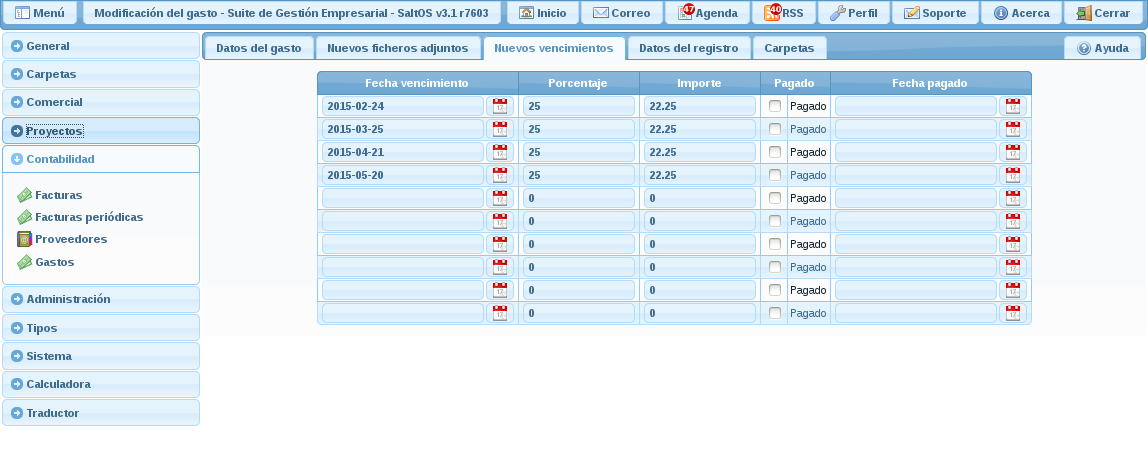 Menú Modificación del gasto - Suite de Gestión Empresarial - SaltOS v3.1 r7603 Inicio Correo 47 Agenda 40 RSS Perfil Soporte Acerca Cerrar
General
Carpetas
Comercial
Proyectos
Contabilidad
Facturas
Facturas periódicas
Proveedores
Gastos
Administración
Tipos
Sistema
Calculadora
Traductor
Datos del gasto Nuevos ficheros adjuntos Nuevos vencimientos Datos del registro Carpetas Ayuda
Fecha vencimiento Porcentaje Importe Pagado Fecha pagado
2015-02-24 25 22.25 Pagado
2015-03-25 25 22.25 Pagado
2015-04-21 25 22.25 Pagado
2015-05-20 25 22.25 Pagado
0 0 Pagado
0 0 Pagado
0 0 Pagado
0 0 Pagado
0 0 Pagado
0 0 Pagado